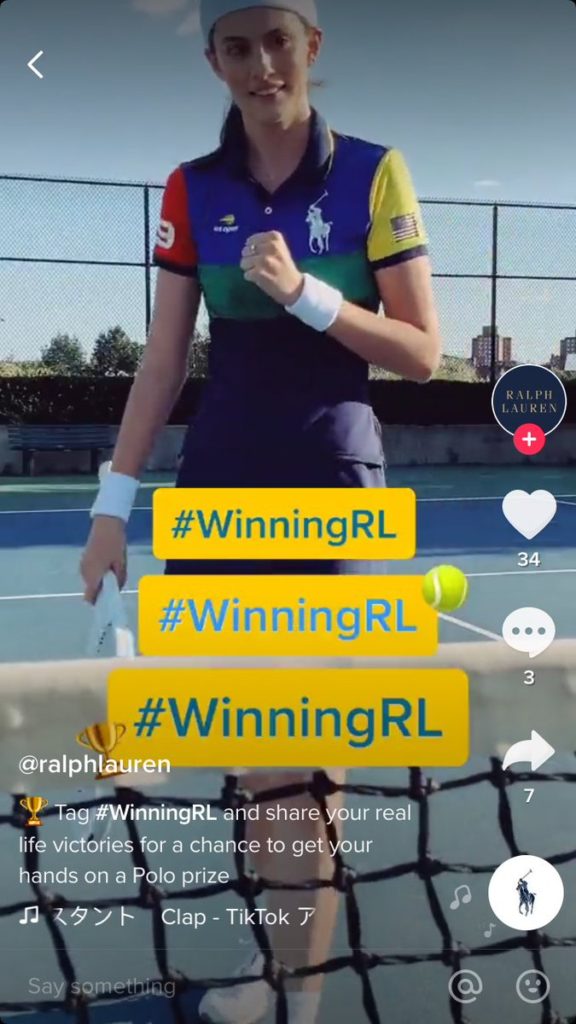 9
US OPEN
RALPH
LAUREN
#WinningRL
34
#WinningRL
3
#WinningRL
@ralphlauren
7
🏆 Tag #WinningRL and share your real
life victories for a chance to get your
hands on a Polo prize
スタント Clap - TikTok ア
Say something